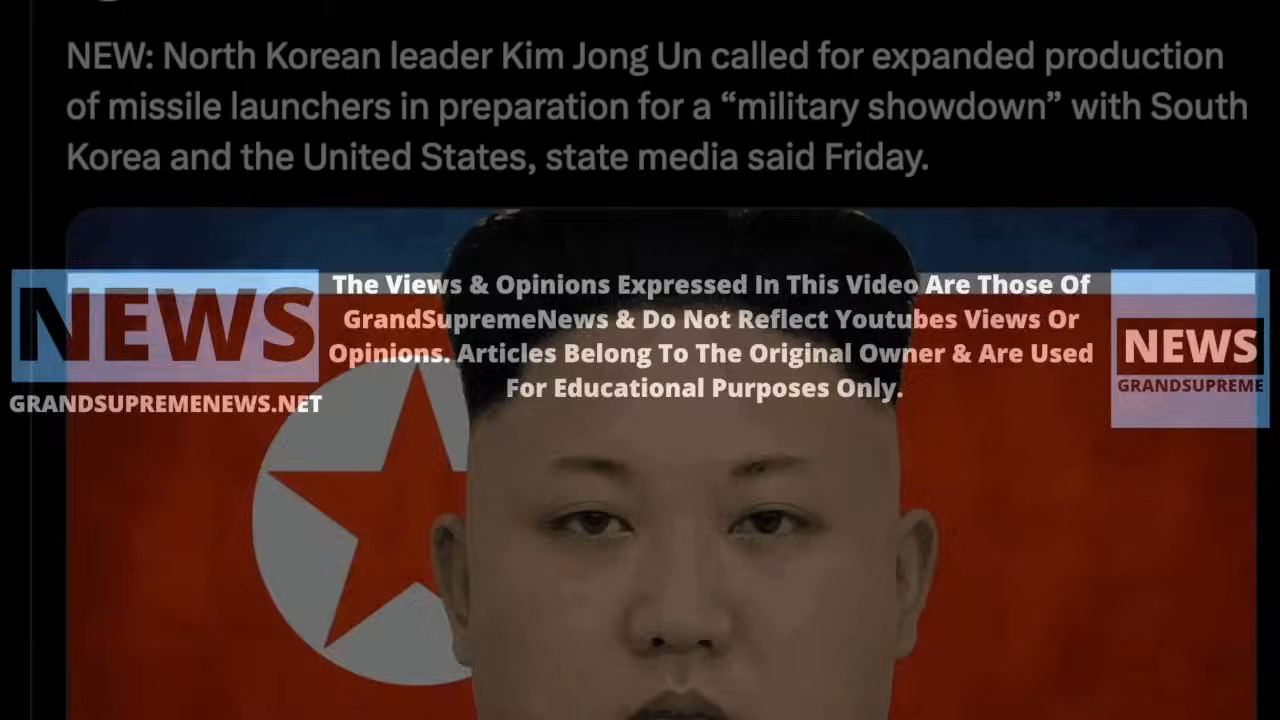 NEW: North Korean leader Kim Jong Un called for expanded production
of missile launchers in preparation for a “military showdown” with South
Korea and the United States, state media said Friday.
NEWS
GRANDSUPREMENEWS.NET
The Views & Opinions Expressed In This Video Are Those Of
GrandSupremeNews & Do Not Reflect Youtubes Views Or
Opinions. Articles Belong To The Original Owner & Are Used
For Educational Purposes Only.
NEWS
GRANDSUPREME